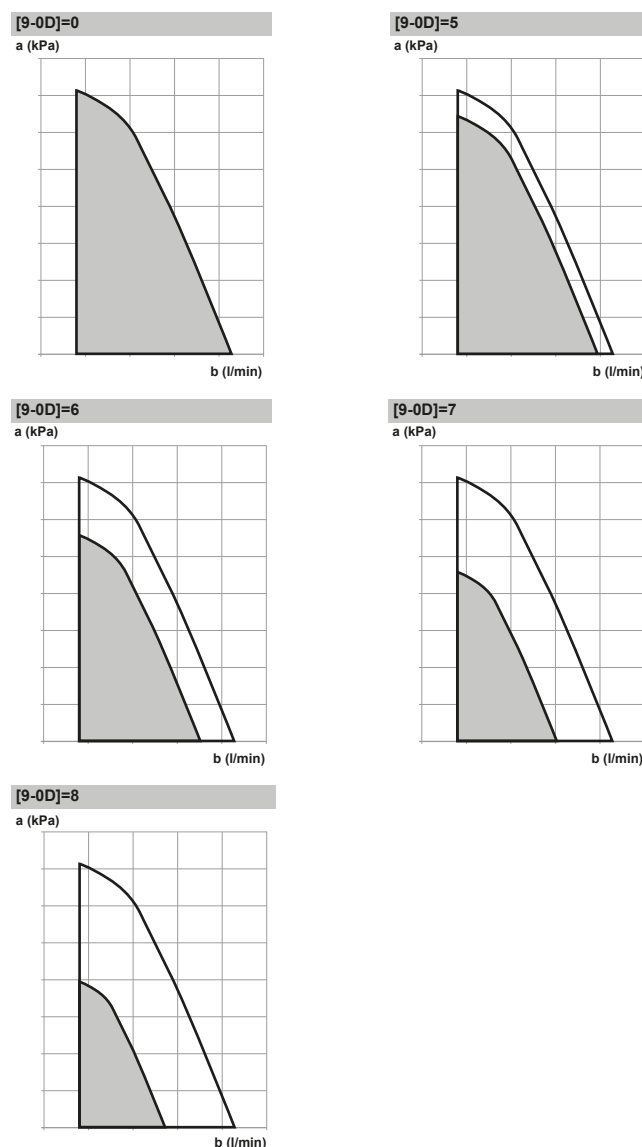 [9-0D]=0
a (kPa)
b (l/min)
[9-0D]=5
a (kPa)
b (l/min)
[9-0D]=6
a (kPa)
b (l/min)
[9-0D]=7
a (kPa)
b (l/min)
[9-0D]=8
a (kPa)
b (l/min)